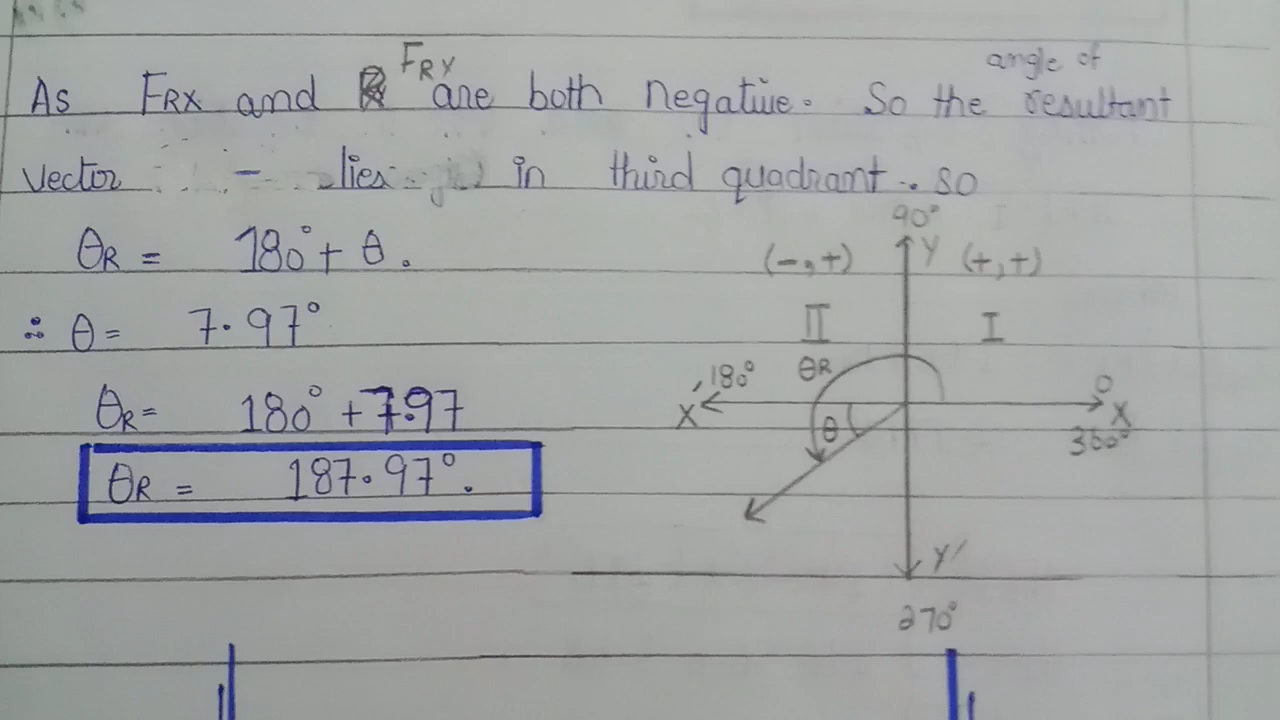 angle of
As FRX and FRY are both negative. So the resultant
vector lies in third quadrant. so
θR = 180° + θ.
∴ θ = 7.97°
θR = 180° + 7.97
θR = 187.97°.
90°
(-,+) Y (+,+)
II I
180° θR 0
X' X
θ 360°
Y'
270°